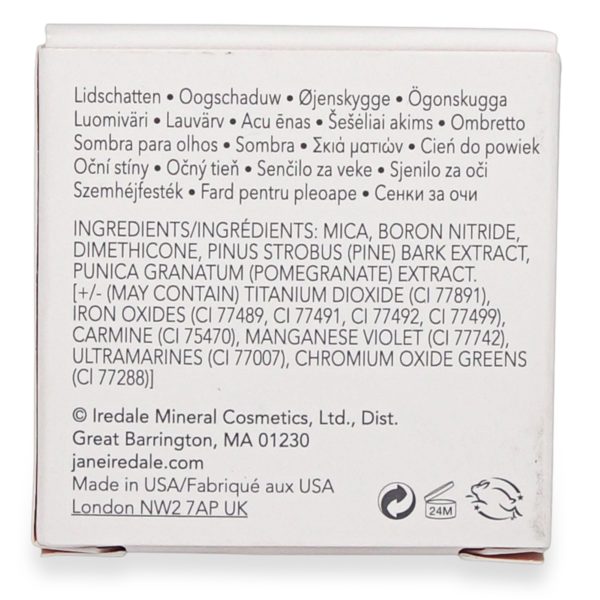 Lidschatten • Oogschaduw • Øjenskygge • Ögonskugga
Luomiväri • Lauvärv • Acu ēnas • Šešėliai akims • Ombretto
Sombra para olhos • Sombra • Σκιά ματιών • Cień do powiek
Oční stíny • Očný tieň • Senčilo za veke • Sjenilo za oči
Szemhéjfesték • Fard pentru pleoape • Сенки за очи
INGREDIENTS/INGRÉDIENTS: MICA, BORON NITRIDE,
DIMETHICONE, PINUS STROBUS (PINE) BARK EXTRACT,
PUNICA GRANATUM (POMEGRANATE) EXTRACT.
[+/- (MAY CONTAIN) TITANIUM DIOXIDE (CI 77891),
IRON OXIDES (CI 77489, CI 77491, CI 77492, CI 77499),
CARMINE (CI 75470), MANGANESE VIOLET (CI 77742),
ULTRAMARINES (CI 77007), CHROMIUM OXIDE GREENS
(CI 77288)]
© Iredale Mineral Cosmetics, Ltd., Dist.
Great Barrington, MA 01230
janeiredale.com
Made in USA/Fabriqué aux USA
London NW2 7AP UK
24M